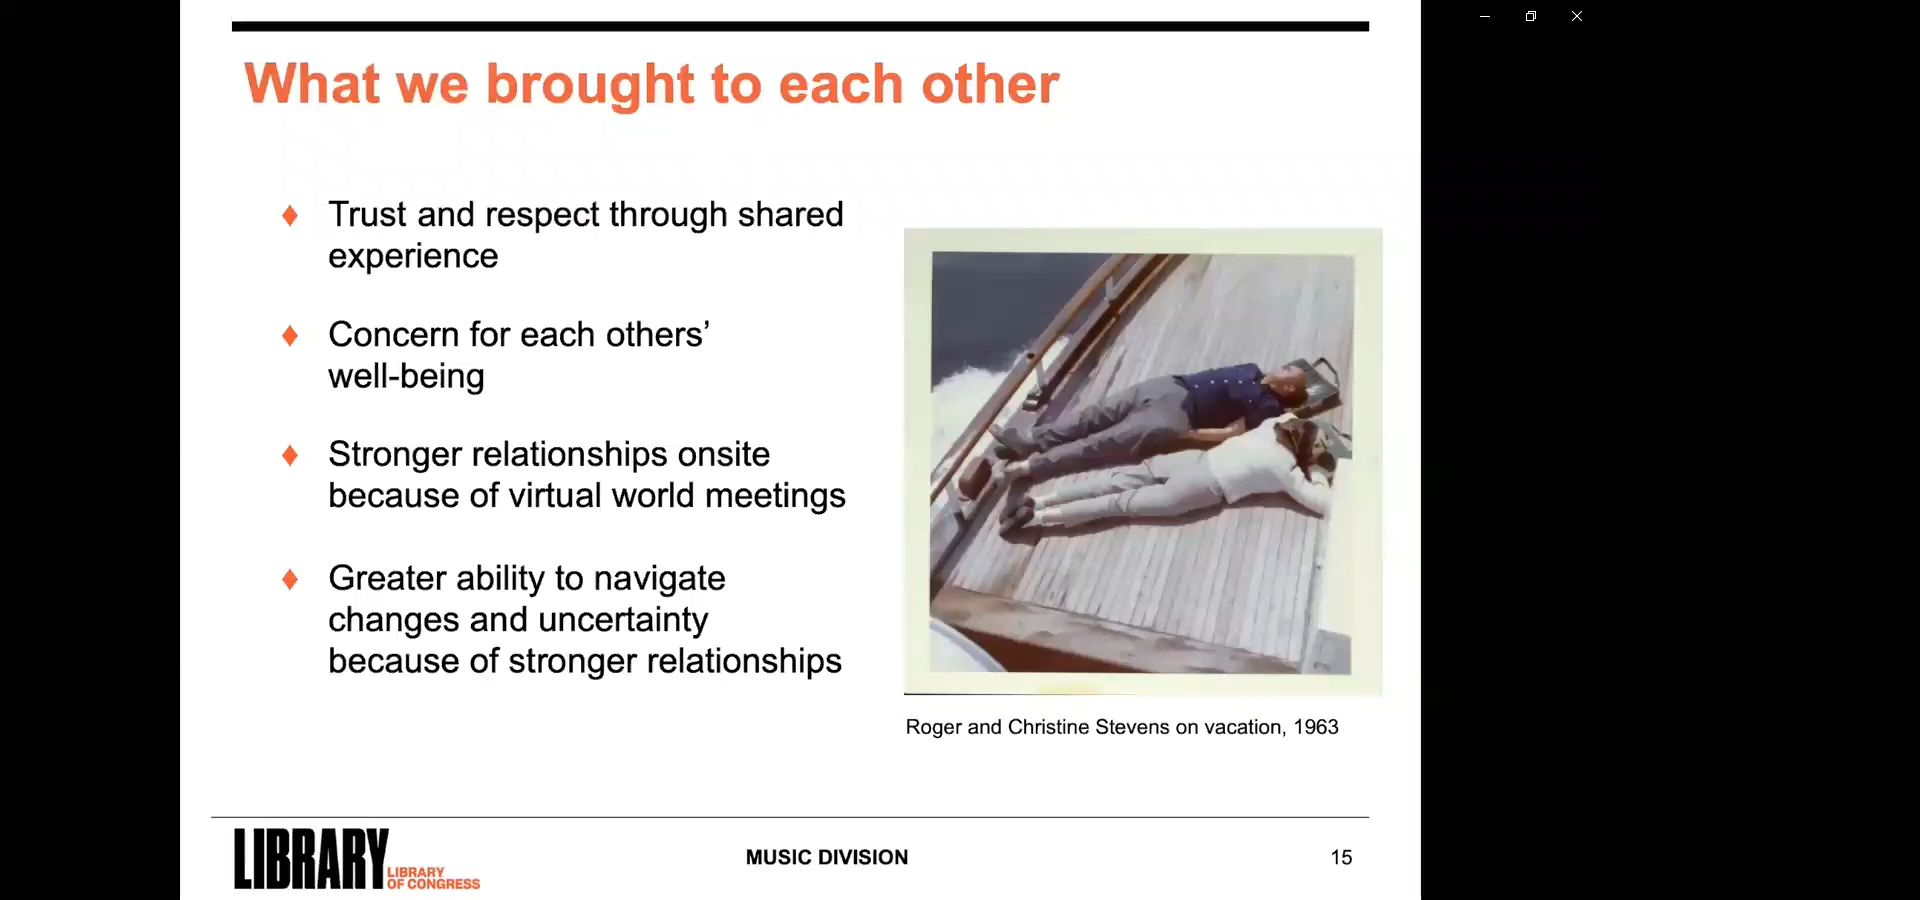 What we brought to each other
Trust and respect through shared
experience
Concern for each others’
well-being
Stronger relationships onsite
because of virtual world meetings
Greater ability to navigate
changes and uncertainty
because of stronger relationships
Roger and Christine Stevens on vacation, 1963
LIBRARY
LIBRARY
OF CONGRESS
MUSIC DIVISION
15